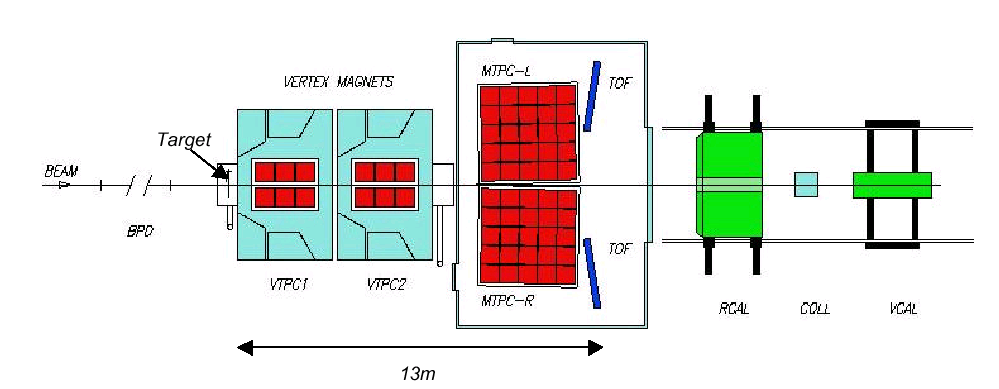 VERTEX MAGNETS
MTPC-L
TOF
Target
BEAM
BPD
TOF
VTPC1
VTPC2
MTPC-R
RCAL
COLL
VCAL
13m